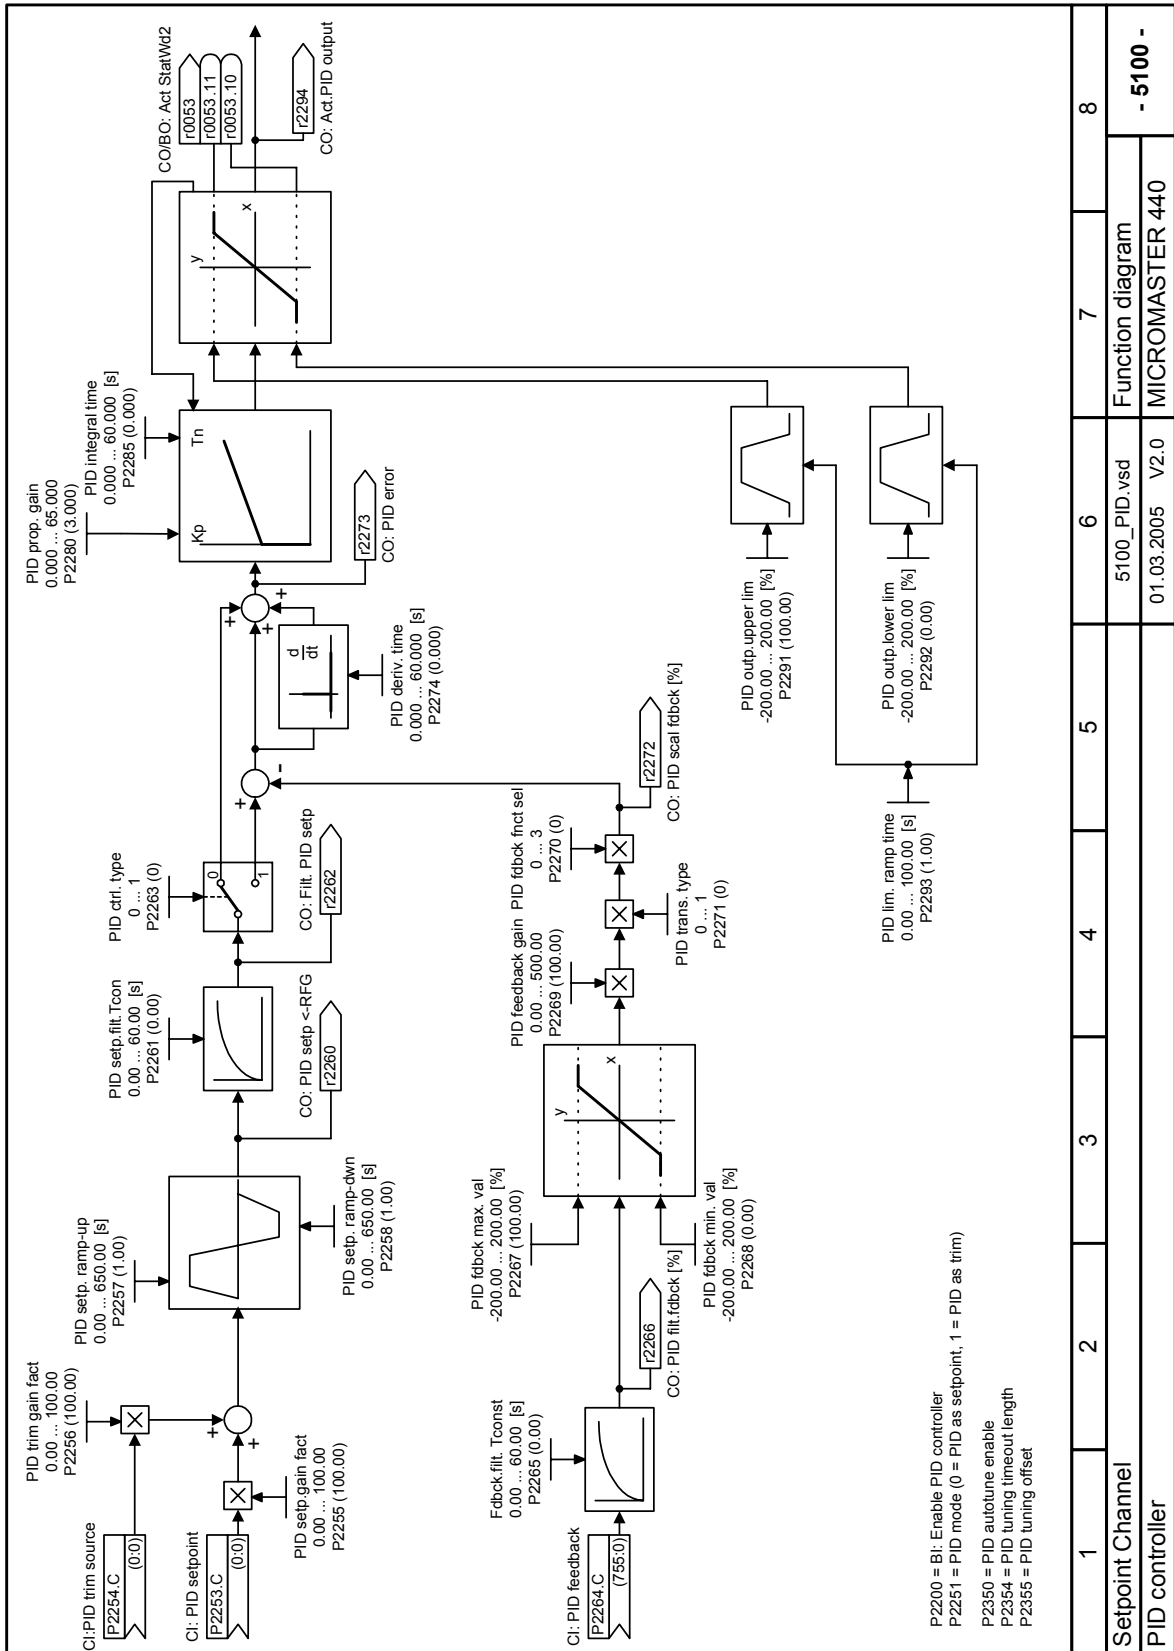 CI:PID trim source
P2254.C
(0:0)
PID trim gain fact
0.00 ... 100.00
P2256 (100.00)
CI: PID setpoint
P2253.C
(0:0)
PID setp.gain fact
0.00 ... 100.00
P2255 (100.00)
+
+
PID setp. ramp-up
0.00 ... 650.00 [s]
P2257 (1.00)
PID setp. ramp-dwn
0.00 ... 650.00 [s]
P2258 (1.00)
CO: PID setp <-RFG
r2260
PID setp.filt.Tcon
0.00 ... 60.00 [s]
P2261 (0.00)
CO: Filt. PID setp
r2262
PID ctrl. type
0 ... 1
P2263 (0)
0
1
+
-
d
dt
PID deriv. time
0.000 ... 60.000 [s]
P2274 (0.000)
+
+
+
r2273
CO: PID error
PID prop. gain
0.000 ... 65.000
P2280 (3.000)
PID integral time
0.000 ... 60.000 [s]
P2285 (0.000)
Kp
Tn
y
x
CO/BO: Act StatWd2
r0053
r0053.11
r0053.10
r2294
CO: Act.PID output
CI: PID feedback
P2264.C
(755:0)
Fdbck.filt. Tconst
0.00 ... 60.00 [s]
P2265 (0.00)
r2266
CO: PID filt.fdbck [%]
PID fdbck max. val
-200.00 ... 200.00 [%]
P2267 (100.00)
PID fdbck min. val
-200.00 ... 200.00 [%]
P2268 (0.00)
y
x
PID feedback gain
0.00 ... 500.00
P2269 (100.00)
PID trans. type
0 ... 1
P2271 (0)
PID fdbck fnct sel
0 ... 3
P2270 (0)
r2272
CO: PID scal fdbck [%]
PID outp.upper lim
-200.00 ... 200.00 [%]
P2291 (100.00)
PID outp.lower lim
-200.00 ... 200.00 [%]
P2292 (0.00)
PID lim. ramp time
0.00 ... 100.00 [s]
P2293 (1.00)
P2200 = BI: Enable PID controller
P2251 = PID mode (0 = PID as setpoint, 1 = PID as trim)
P2350 = PID autotune enable
P2354 = PID tuning timeout length
P2355 = PID tuning offset
1 2 3 4 5 6 7 8
Setpoint Channel 5100_PID.vsd Function diagram - 5100 -
PID controller 01.03.2005 V2.0 MICROMASTER 440